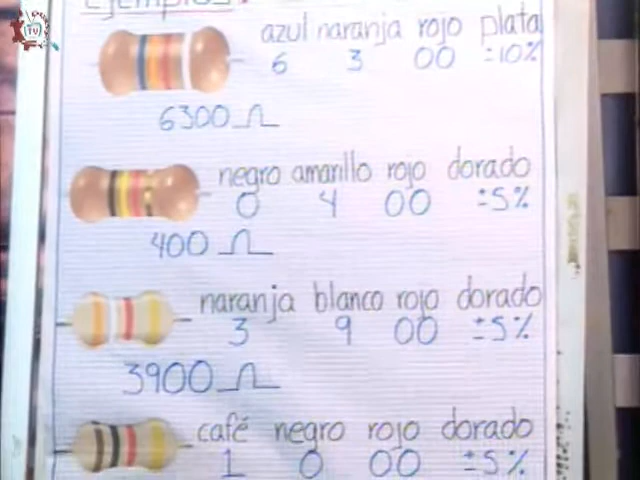 Ejemplos:
azul naranja rojo plata
6 3 00 ±10%
6300 Ω
negro amarillo rojo dorado
0 4 00 ±5%
400 Ω
naranja blanco rojo dorado
3 9 00 ±5%
3900 Ω
café negro rojo dorado
1 0 00 ±5%
TV